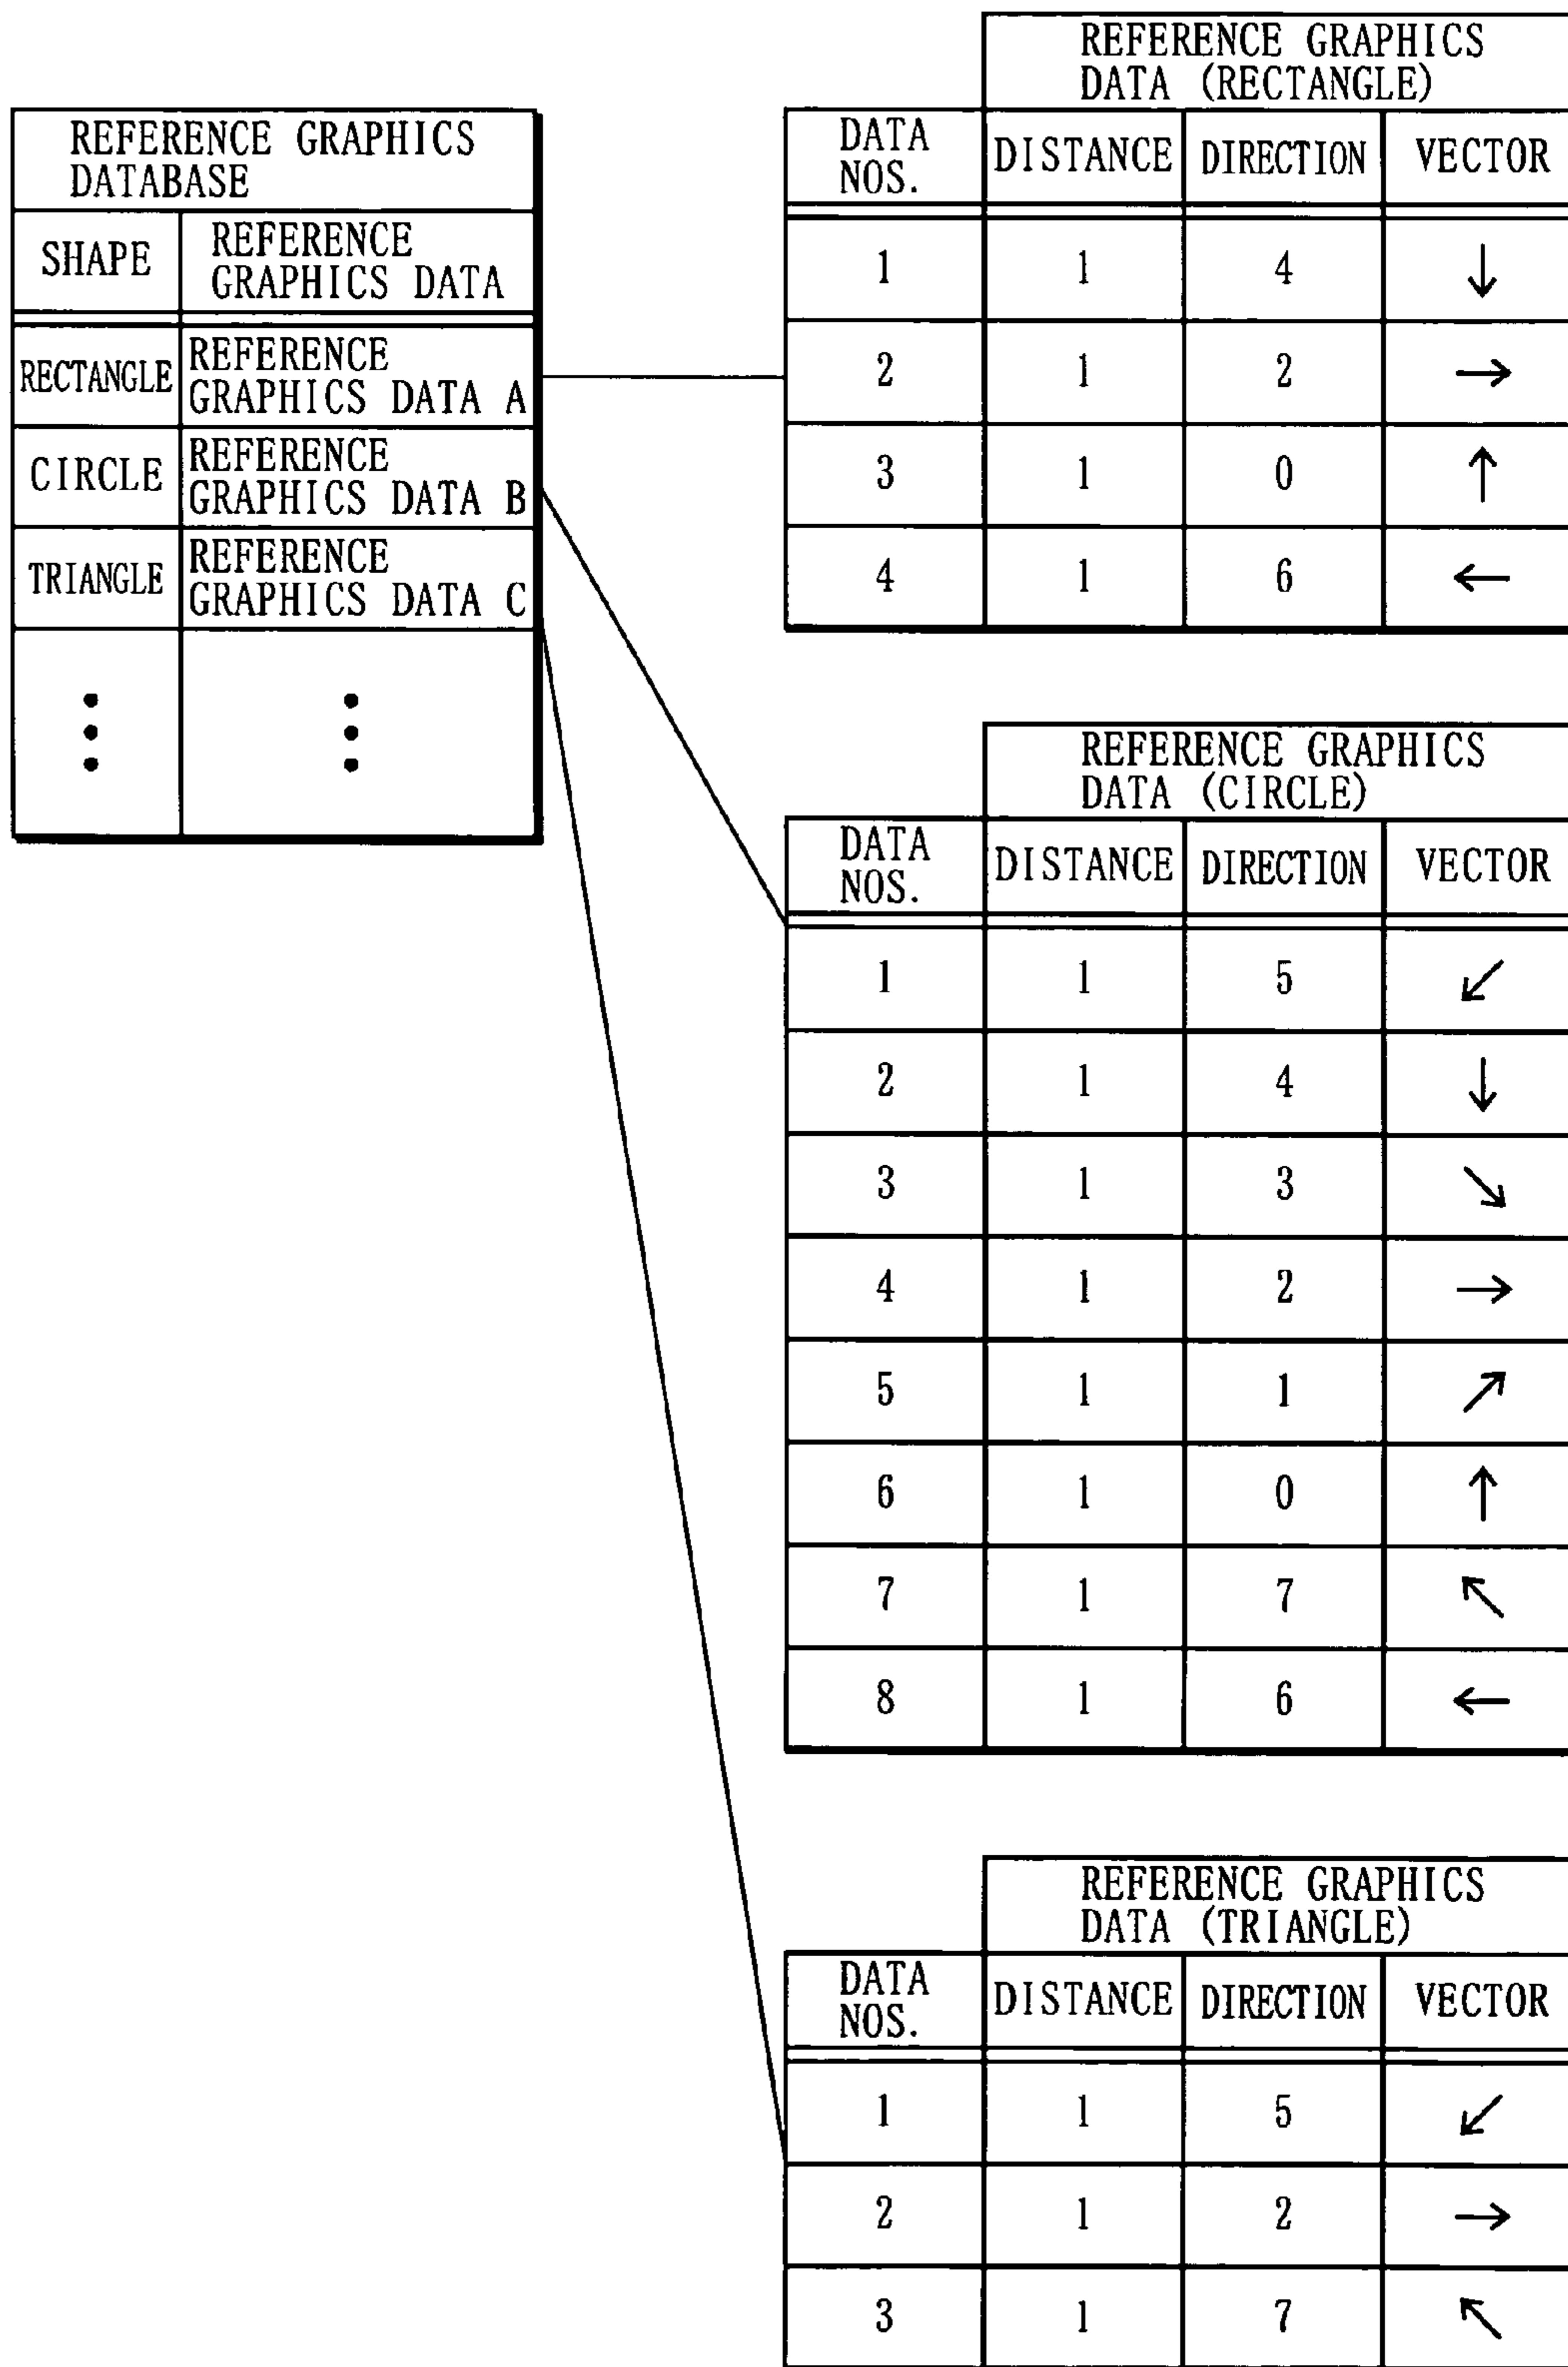 REFERENCE GRAPHICS
DATABASE
SHAPE
REFERENCE
GRAPHICS DATA
RECTANGLE
REFERENCE
GRAPHICS DATA A
CIRCLE
REFERENCE
GRAPHICS DATA B
TRIANGLE
REFERENCE
GRAPHICS DATA C
REFERENCE GRAPHICS
DATA (RECTANGLE)
DATA
NOS.
DISTANCE DIRECTION VECTOR
1 1 4 ↓
2 1 2 →
3 1 0 ↑
4 1 6 ←
REFERENCE GRAPHICS
DATA (CIRCLE)
DATA
NOS.
DISTANCE DIRECTION VECTOR
1 1 5 ↙
2 1 4 ↓
3 1 3 ↘
4 1 2 →
5 1 1 ↗
6 1 0 ↑
7 1 7 ↖
8 1 6 ←
REFERENCE GRAPHICS
DATA (TRIANGLE)
DATA
NOS.
DISTANCE DIRECTION VECTOR
1 1 5 ↙
2 1 2 →
3 1 7 ↖